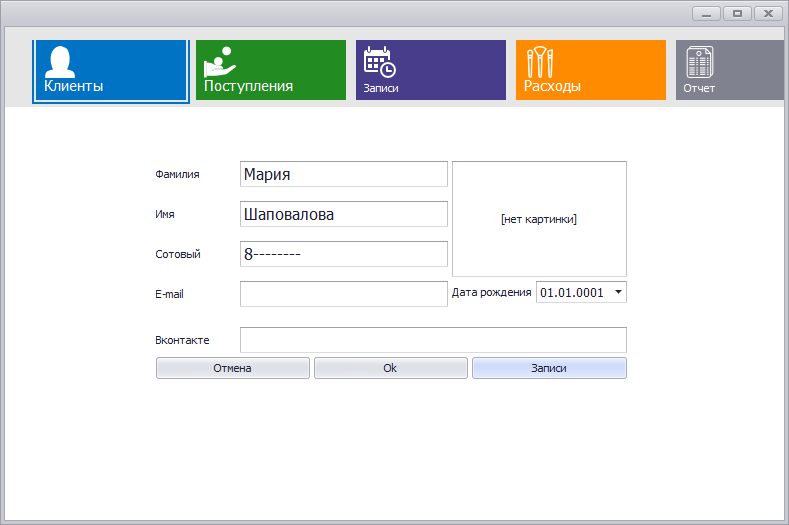 Клиенты
Поступления
Записи
Расходы
Отчет
Фамилия
Мария
Имя
Шаповалова
[нет картинки]
Сотовый
8--------
E-mail
Дата рождения
01.01.0001
Вконтакте
Отмена
Ok
Записи